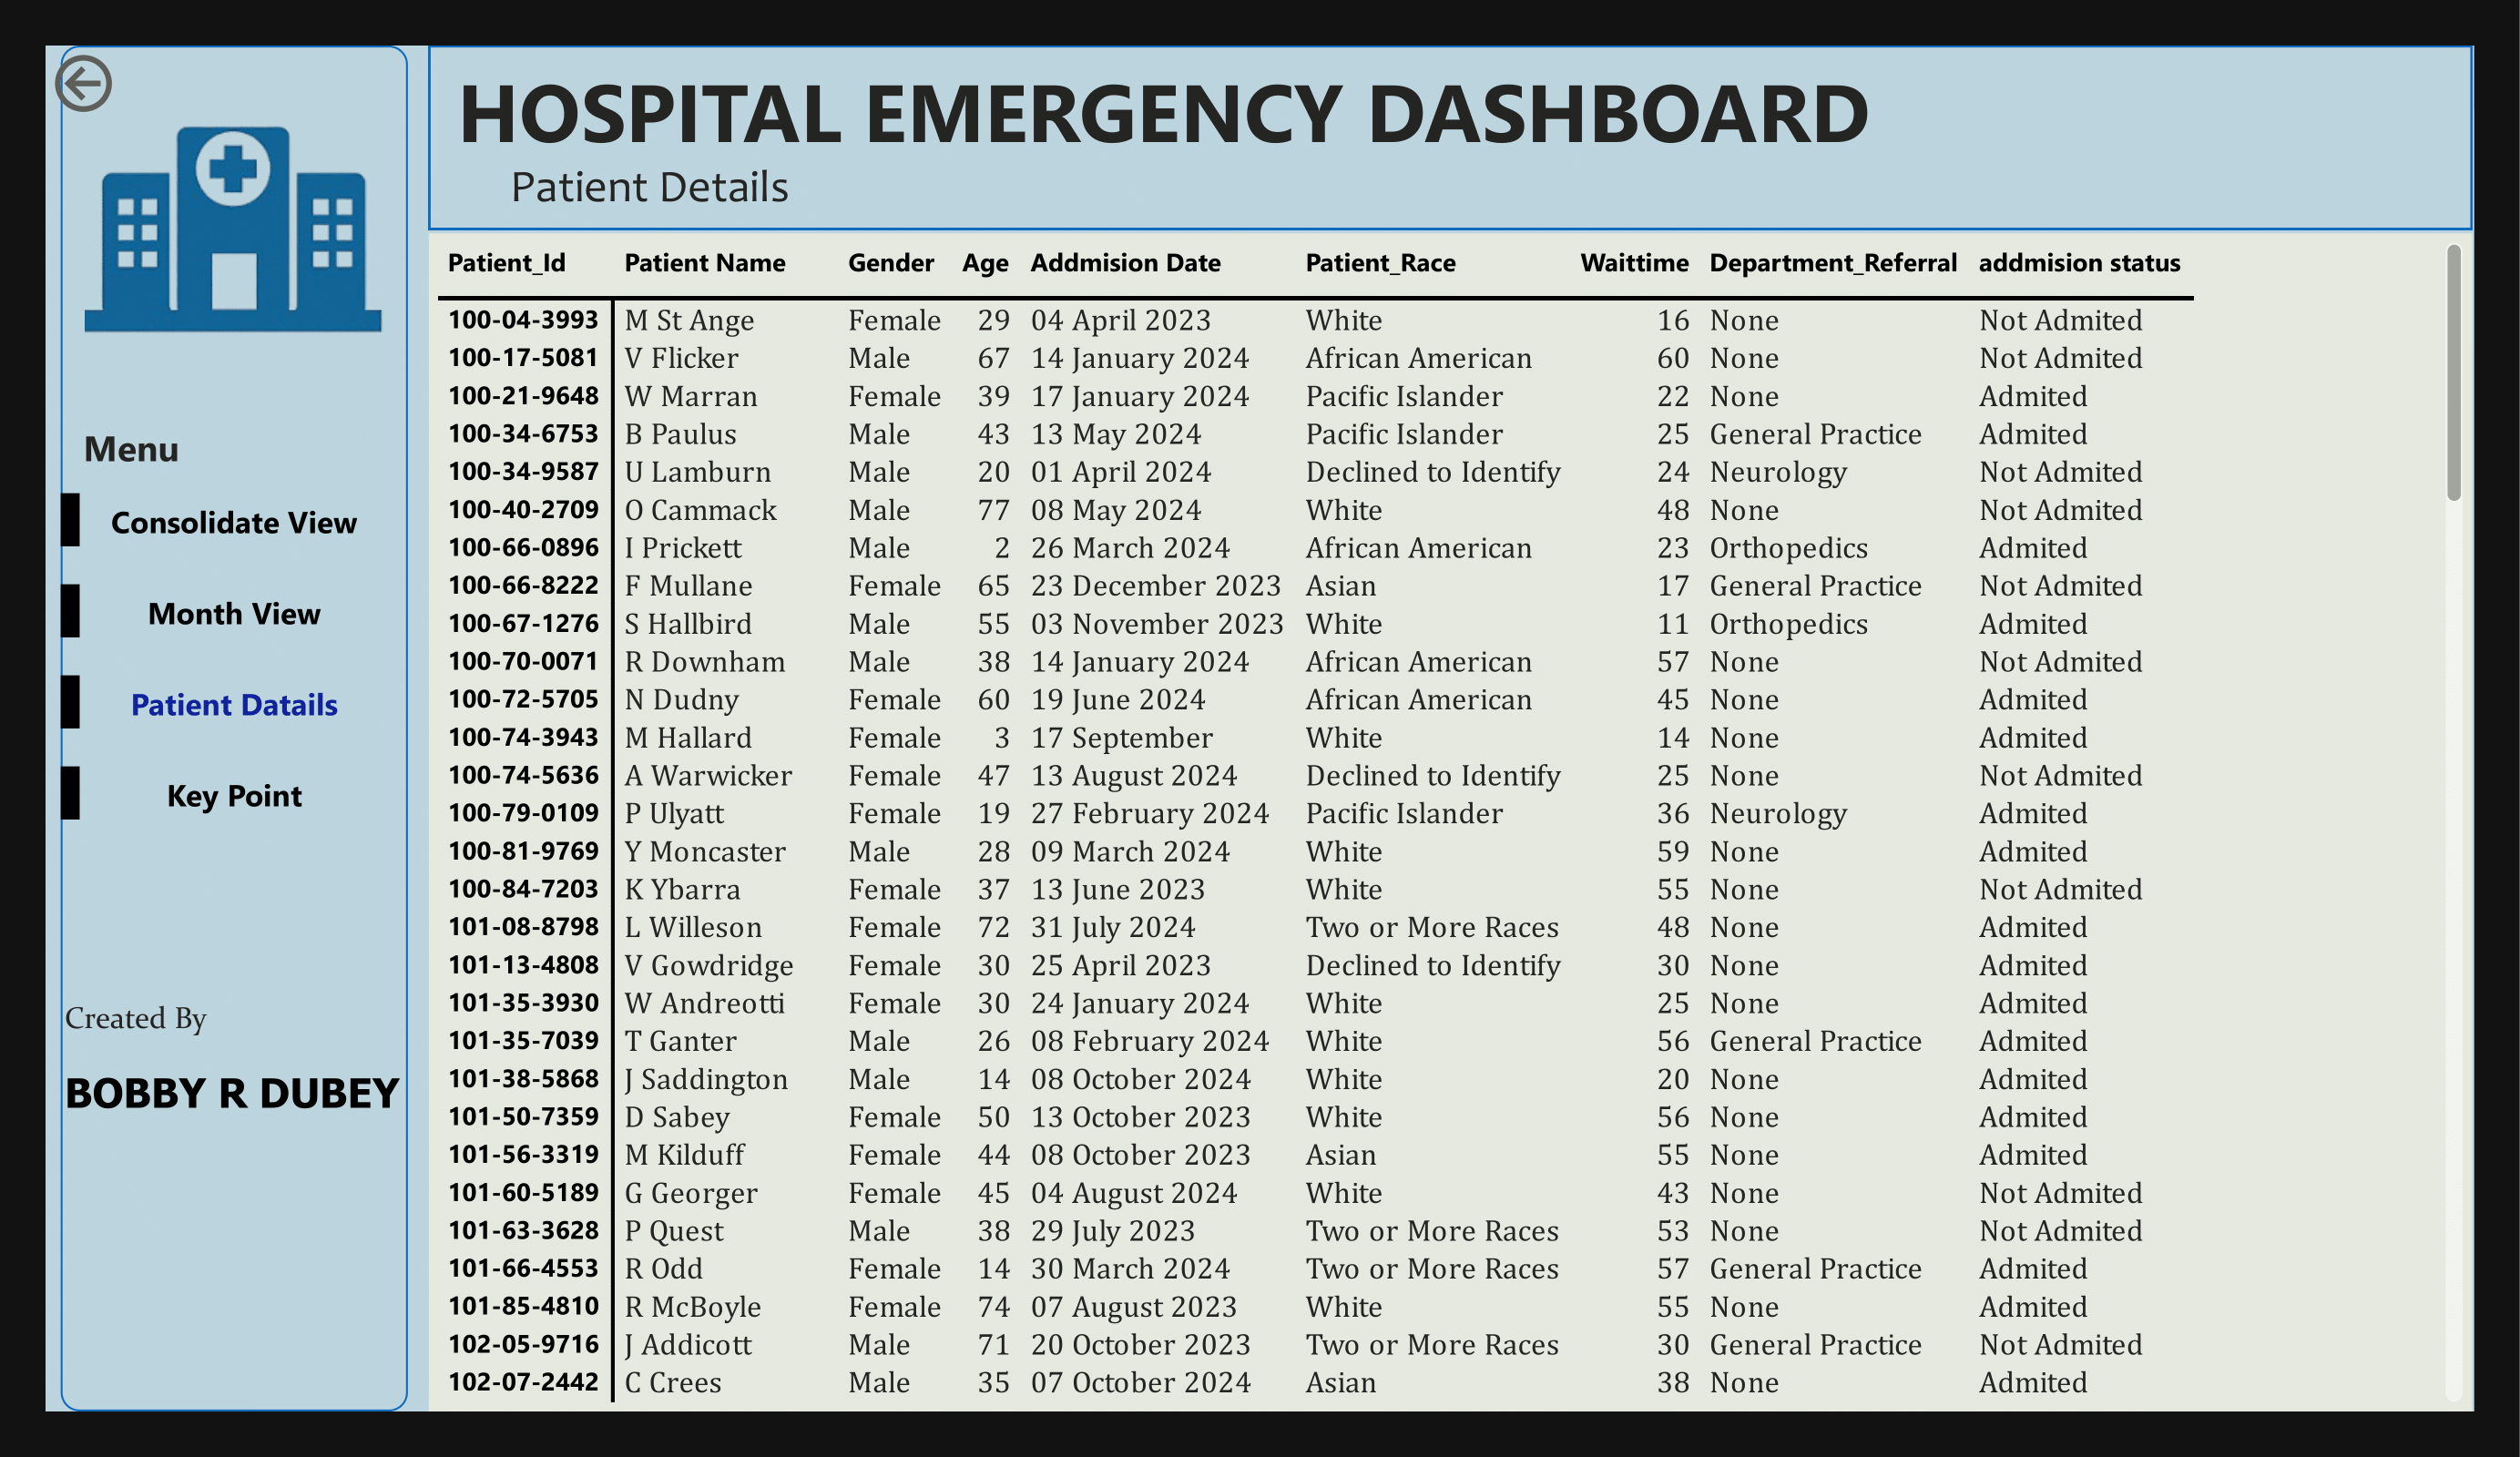 HOSPITAL EMERGENCY DASHBOARD
Patient Details
Menu
Consolidate View
Month View
Patient Datails
Key Point
Created By
BOBBY R DUBEY
Patient_Id Patient Name Gender Age Addmision Date Patient_Race Waittime Department_Referral addmision status
100-04-3993 M St Ange Female 29 04 April 2023 White 16 None Not Admited
100-17-5081 V Flicker Male 67 14 January 2024 African American 60 None Not Admited
100-21-9648 W Marran Female 39 17 January 2024 Pacific Islander 22 None Admited
100-34-6753 B Paulus Male 43 13 May 2024 Pacific Islander 25 General Practice Admited
100-34-9587 U Lamburn Male 20 01 April 2024 Declined to Identify 24 Neurology Not Admited
100-40-2709 O Cammack Male 77 08 May 2024 White 48 None Not Admited
100-66-0896 I Prickett Male 2 26 March 2024 African American 23 Orthopedics Admited
100-66-8222 F Mullane Female 65 23 December 2023 Asian 17 General Practice Not Admited
100-67-1276 S Hallbird Male 55 03 November 2023 White 11 Orthopedics Admited
100-70-0071 R Downham Male 38 14 January 2024 African American 57 None Not Admited
100-72-5705 N Dudny Female 60 19 June 2024 African American 45 None Admited
100-74-3943 M Hallard Female 3 17 September White 14 None Admited
100-74-5636 A Warwicker Female 47 13 August 2024 Declined to Identify 25 None Not Admited
100-79-0109 P Ulyatt Female 19 27 February 2024 Pacific Islander 36 Neurology Admited
100-81-9769 Y Moncaster Male 28 09 March 2024 White 59 None Admited
100-84-7203 K Ybarra Female 37 13 June 2023 White 55 None Not Admited
101-08-8798 L Willeson Female 72 31 July 2024 Two or More Races 48 None Admited
101-13-4808 V Gowdridge Female 30 25 April 2023 Declined to Identify 30 None Admited
101-35-3930 W Andreotti Female 30 24 January 2024 White 25 None Admited
101-35-7039 T Ganter Male 26 08 February 2024 White 56 General Practice Admited
101-38-5868 J Saddington Male 14 08 October 2024 White 20 None Admited
101-50-7359 D Sabey Female 50 13 October 2023 White 56 None Admited
101-56-3319 M Kilduff Female 44 08 October 2023 Asian 55 None Admited
101-60-5189 G Georger Female 45 04 August 2024 White 43 None Not Admited
101-63-3628 P Quest Male 38 29 July 2023 Two or More Races 53 None Not Admited
101-66-4553 R Odd Female 14 30 March 2024 Two or More Races 57 General Practice Admited
101-85-4810 R McBoyle Female 74 07 August 2023 White 55 None Admited
102-05-9716 J Addicott Male 71 20 October 2023 Two or More Races 30 General Practice Not Admited
102-07-2442 C Crees Male 35 07 October 2024 Asian 38 None Admited